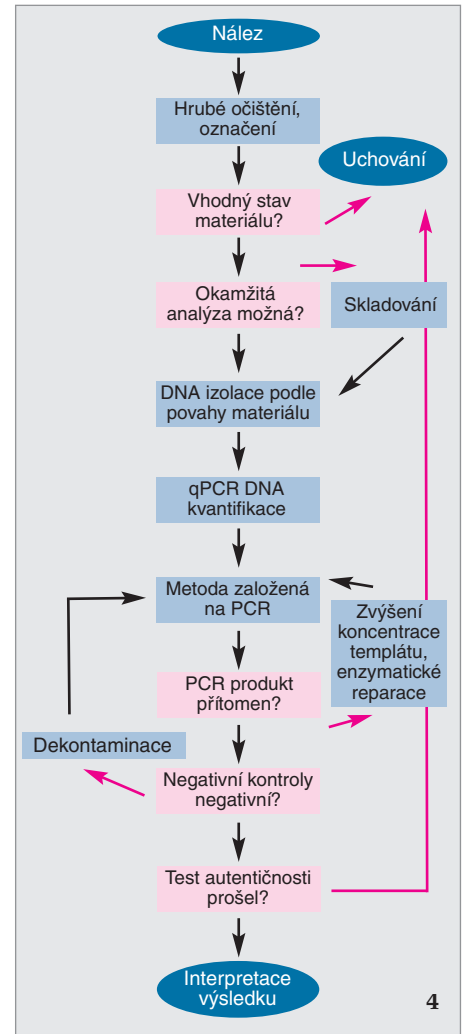 Nález
Hrubé očištění,
označení
Uchování
Vhodný stav
materiálu?
Okamžitá
analýza možná?
Skladování
DNA izolace podle
povahy materiálu
qPCR DNA
kvantifikace
Metoda založená
na PCR
Zvýšení
koncentrace
templátu,
enzymatické
reparace
PCR produkt
přítomen?
Dekontaminace
Negativní kontroly
negativní?
Test autentičnosti
prošel?
Interpretace
výsledku
4